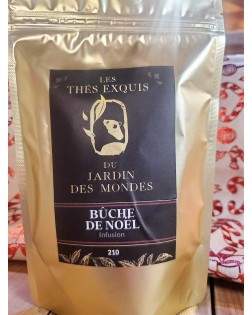 LES
THÉS EXQUIS
DU
JARDIN
DES MONDES
BÛCHE
DE NOËL
Infusion
210